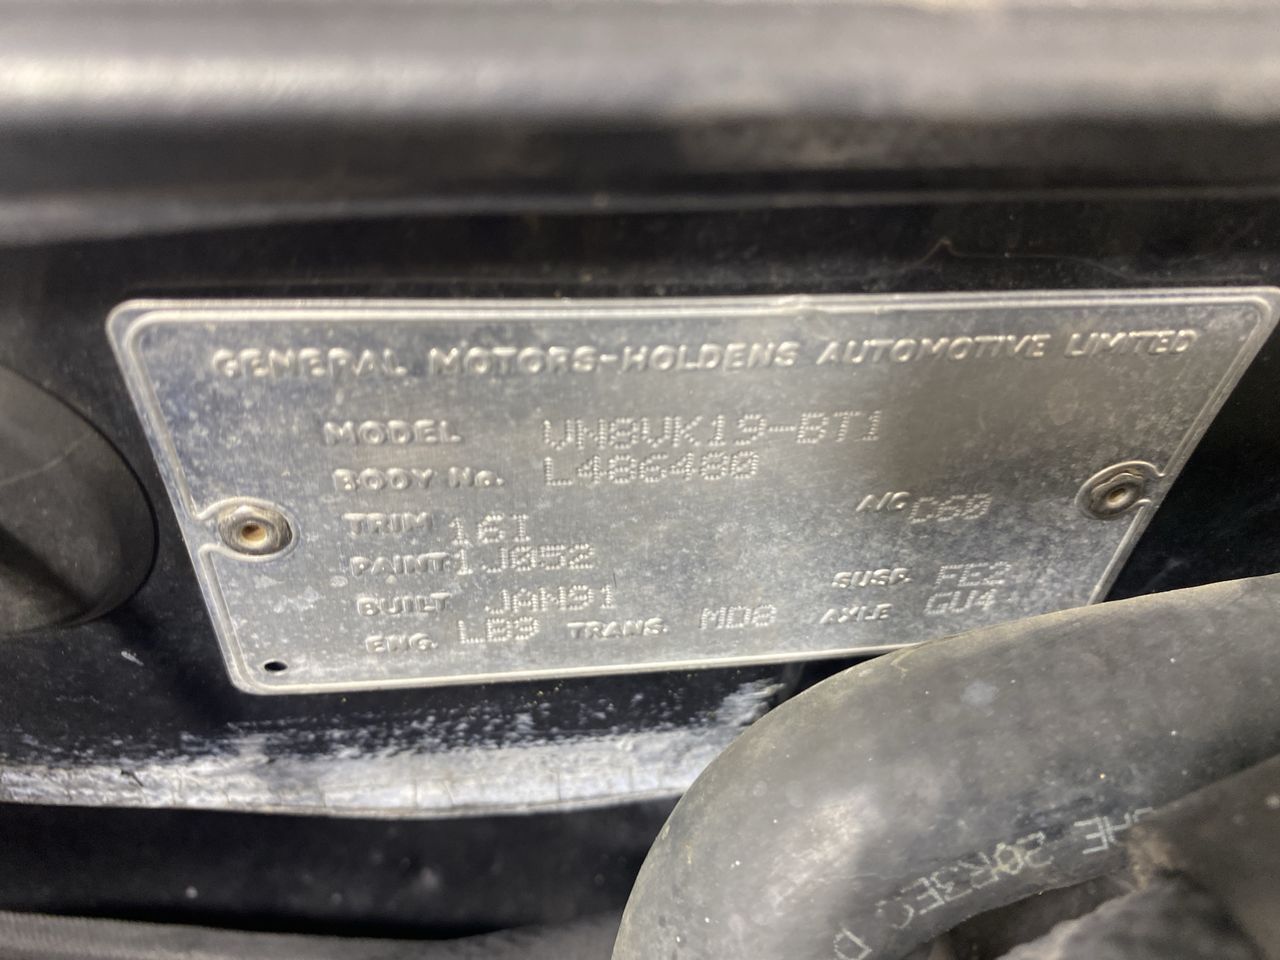 GENERAL MOTORS-HOLDENS AUTOMOTIVE LIMITED
MODEL VN8VK19-BT1
BODY No. L486480
TRIM 16I A/C C60
PAINT 1J852
BUILT JAN91 SUSP. FE2
ENG. LB9 TRANS. MD8 AXLE GU4
20R3EC D